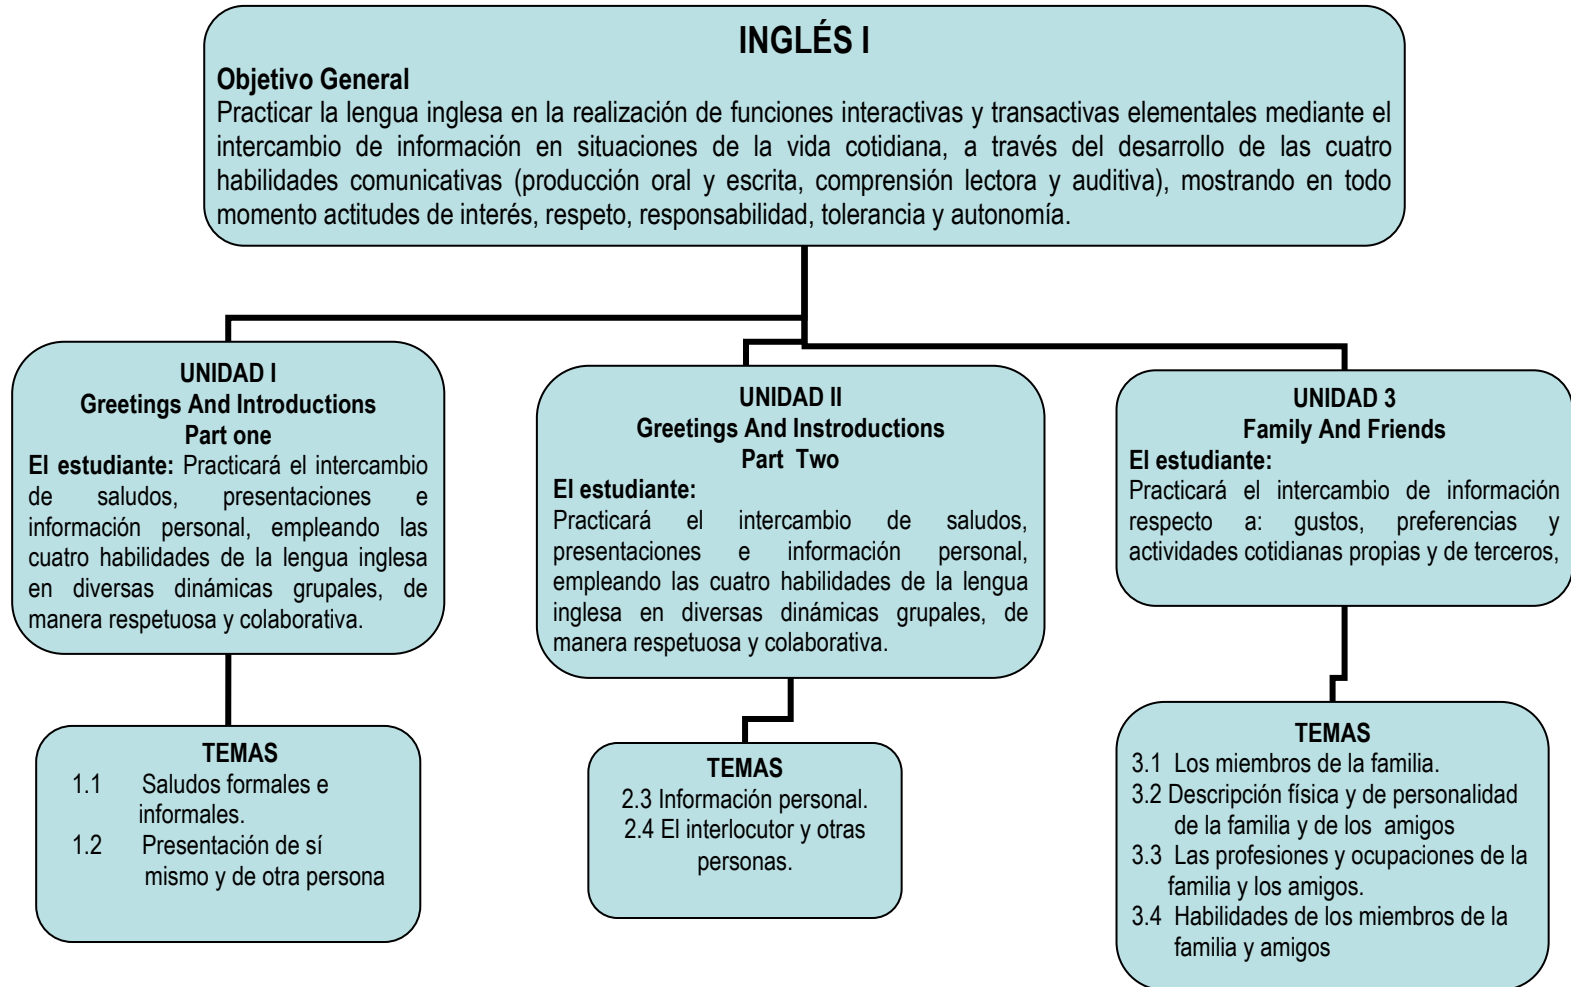 INGLÉS I
Objetivo General
Practicar la lengua inglesa en la realización de funciones interactivas y transactivas elementales mediante el
intercambio de información en situaciones de la vida cotidiana, a través del desarrollo de las cuatro
habilidades comunicativas (producción oral y escrita, comprensión lectora y auditiva), mostrando en todo
momento actitudes de interés, respeto, responsabilidad, tolerancia y autonomía.
UNIDAD I
Greetings And Introductions
Part one
El estudiante: Practicará el intercambio
de saludos, presentaciones e
información personal, empleando las
cuatro habilidades de la lengua inglesa
en diversas dinámicas grupales, de
manera respetuosa y colaborativa.
UNIDAD II
Greetings And Instroductions
Part Two
El estudiante:
Practicará el intercambio de saludos,
presentaciones e información personal,
empleando las cuatro habilidades de la lengua
inglesa en diversas dinámicas grupales, de
manera respetuosa y colaborativa.
UNIDAD 3
Family And Friends
El estudiante:
Practicará el intercambio de información
respecto a: gustos, preferencias y
actividades cotidianas propias y de terceros,
TEMAS
1.1 Saludos formales e
informales.
1.2 Presentación de sí
mismo y de otra persona
TEMAS
2.3 Información personal.
2.4 El interlocutor y otras
personas.
TEMAS
3.1 Los miembros de la familia.
3.2 Descripción física y de personalidad
de la familia y de los amigos
3.3 Las profesiones y ocupaciones de la
familia y los amigos.
3.4 Habilidades de los miembros de la
familia y amigos